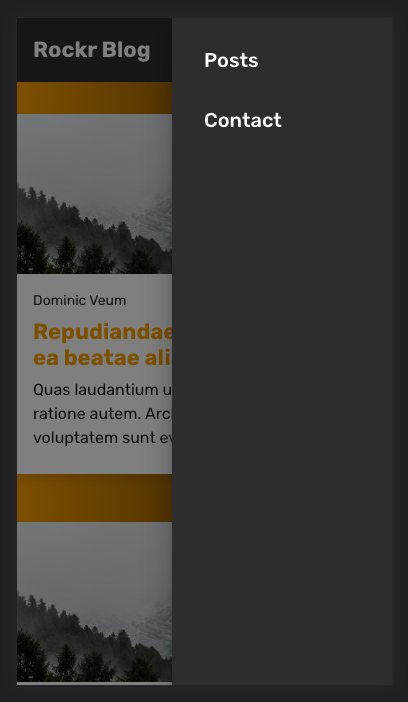 Rockr Blog
Posts
Contact
Dominic Veum
Repudiandae
ea beatae ali
Quas laudantium u
ratione autem. Arc
voluptatem sunt ev